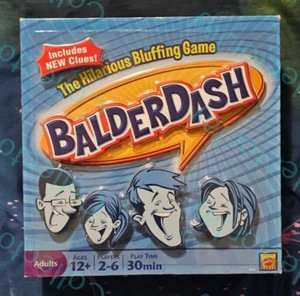 Includes
NEW Clues!
The Hilarious Bluffing Game
BALDERDASH
Adults
AGES
12+
PLAYERS
2-6
PLAY TIME
30min